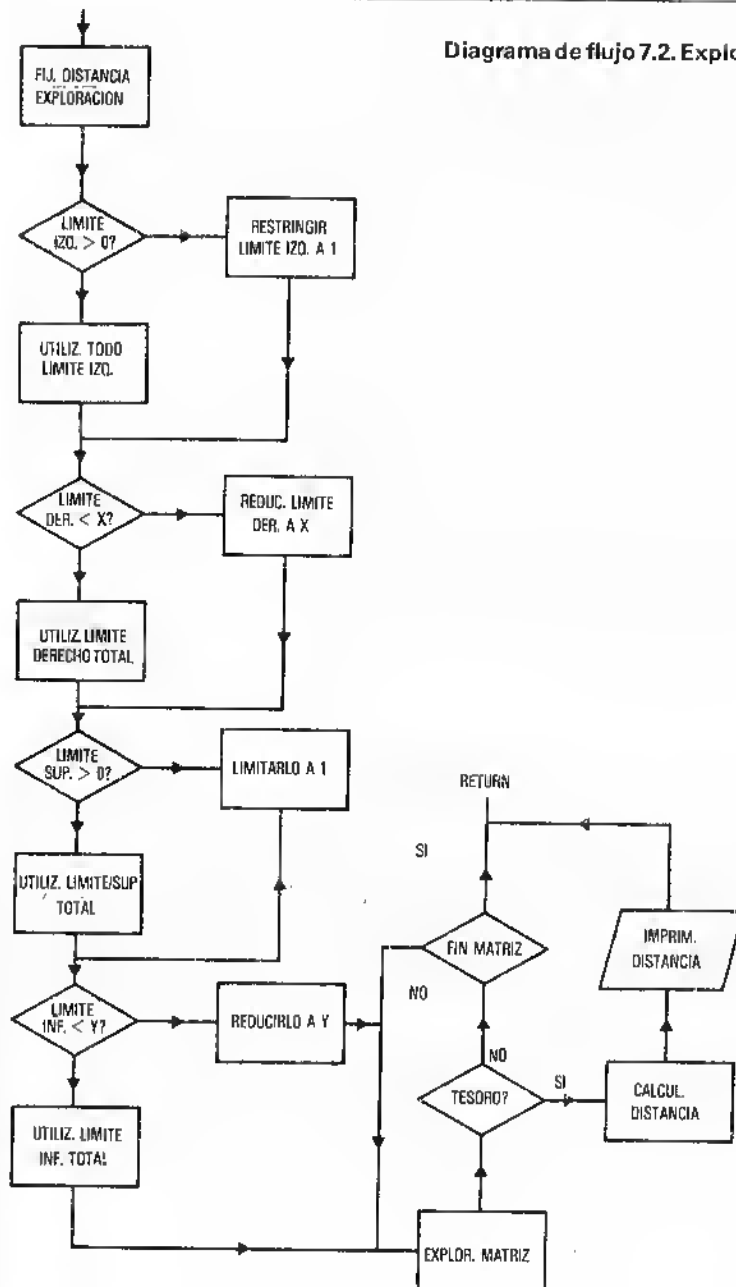 Diagrama de flujo 7.2. Explo
FIJ. DISTANCIA
EXPLORACION
LIMITE
IZQ. > 0?
RESTRINGIR
LIMITE IZQ. A 1
UTILIZ. TODO
LIMITE IZQ.
LIMITE
DER. < X?
REDUC. LIMITE
DER. A X
UTILIZ. LIMITE
DERECHO TOTAL
LIMITE
SUP. > 0?
LIMITARLO A 1
UTILIZ. LIMITE/SUP
TOTAL
LIMITE
INF. < Y?
REDUCIRLO A Y
UTILIZ. LIMITE
INF. TOTAL
RETURN
SI
FIN MATRIZ
IMPRIM.
DISTANCIA
NO
NO
TESORO?
SI
CALCUL.
DISTANCIA
EXPLOR. MATRIZ